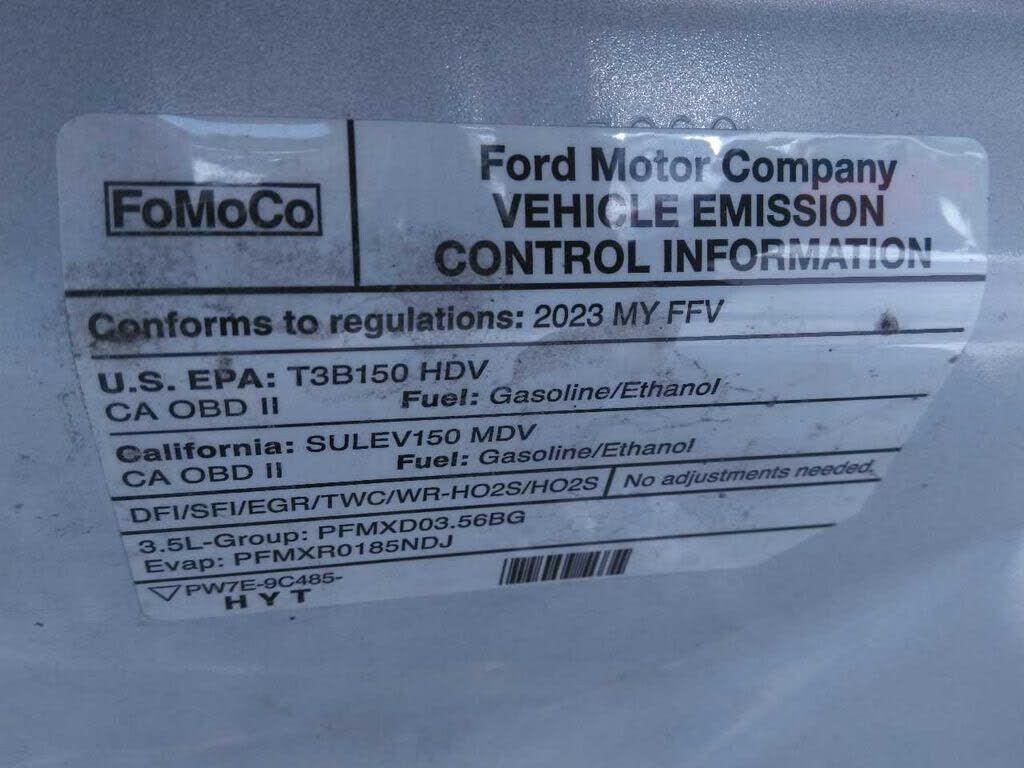 FoMoCo
Ford Motor Company
VEHICLE EMISSION
CONTROL INFORMATION
Conforms to regulations: 2023 MY FFV
U.S. EPA: T3B150 HDV
CA OBD II Fuel: Gasoline/Ethanol
California: SULEV150 MDV
CA OBD II Fuel: Gasoline/Ethanol
DFI/SFI/EGR/TWC/WR-HO2S/HO2S No adjustments needed.
3.5L-Group: PFMXD03.56BG
Evap: PFMXR0185NDJ
PW7E-9C485-
HYT